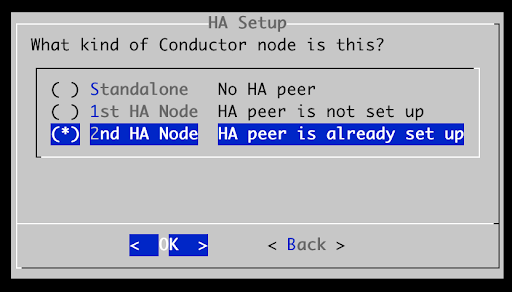 HA Setup
What kind of Conductor node is this?
( ) Standalone No HA peer
( ) 1st HA Node HA peer is not set up
(*) 2nd HA Node HA peer is already set up
< OK > < Back >